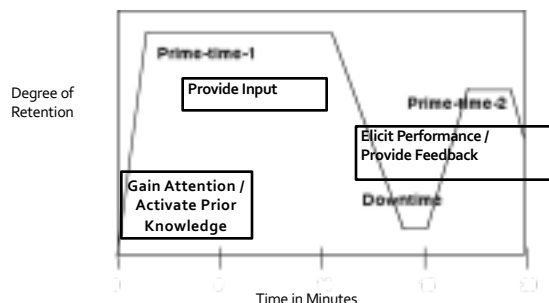 Prime-time-1
Degree of
Retention
Provide Input
Prime-time-2
Elicit Performance /
Provide Feedback
Gain Attention /
Activate Prior
Knowledge
Downtime
Time in Minutes